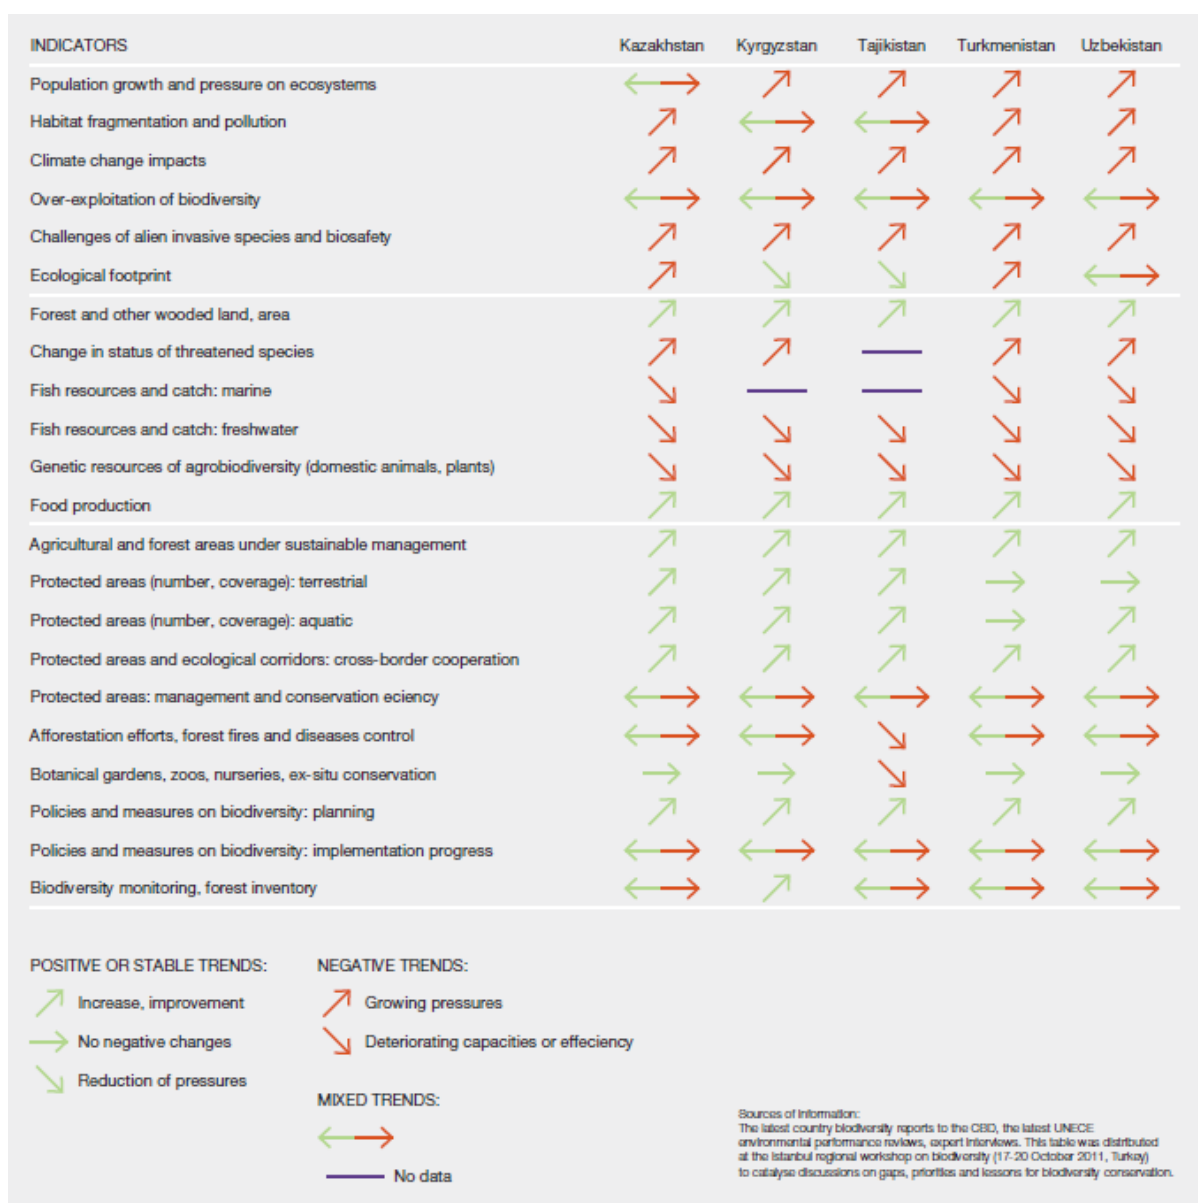 INDICATORS Kazakhstan Kyrgyzstan Tajikistan Turkmenistan Uzbekistan
Population growth and pressure on ecosystems
Habitat fragmentation and pollution
Climate change impacts
Over-exploitation of biodiversity
Challenges of alien invasive species and biosafety
Ecological footprint
Forest and other wooded land, area
Change in status of threatened species
Fish resources and catch: marine
Fish resources and catch: freshwater
Genetic resources of agrobiodiversity (domestic animals, plants)
Food production
Agricultural and forest areas under sustainable management
Protected areas (number, coverage): terrestrial
Protected areas (number, coverage): aquatic
Protected areas and ecological corridors: cross-border cooperation
Protected areas: management and conservation eciency
Afforestation efforts, forest fires and diseases control
Botanical gardens, zoos, nurseries, ex-situ conservation
Policies and measures on biodiversity: planning
Policies and measures on biodiversity: implementation progress
Biodiversity monitoring, forest inventory
POSITIVE OR STABLE TRENDS:
Increase, improvement
No negative changes
Reduction of pressures
NEGATIVE TRENDS:
Growing pressures
Deteriorating capacities or effeciency
MIXED TRENDS:
No data
Sources of Information:
The latest country biodiversity reports to the CBD, the latest UNECE
environmental performance reviews, expert interviews. This table was distributed
at the Istanbul regional workshop on biodiversity (17-20 October 2011, Turkey)
to catalyse discussions on gaps, priorities and lessons for biodiversity conservation.